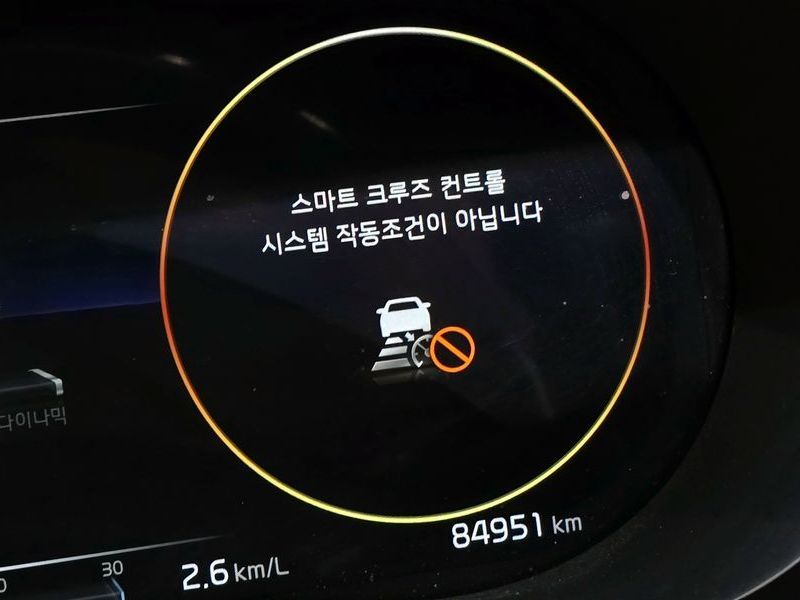 스마트 크루즈 컨트롤
시스템 작동조건이 아닙니다
다이나믹
84951 km
30
2.6 km/L